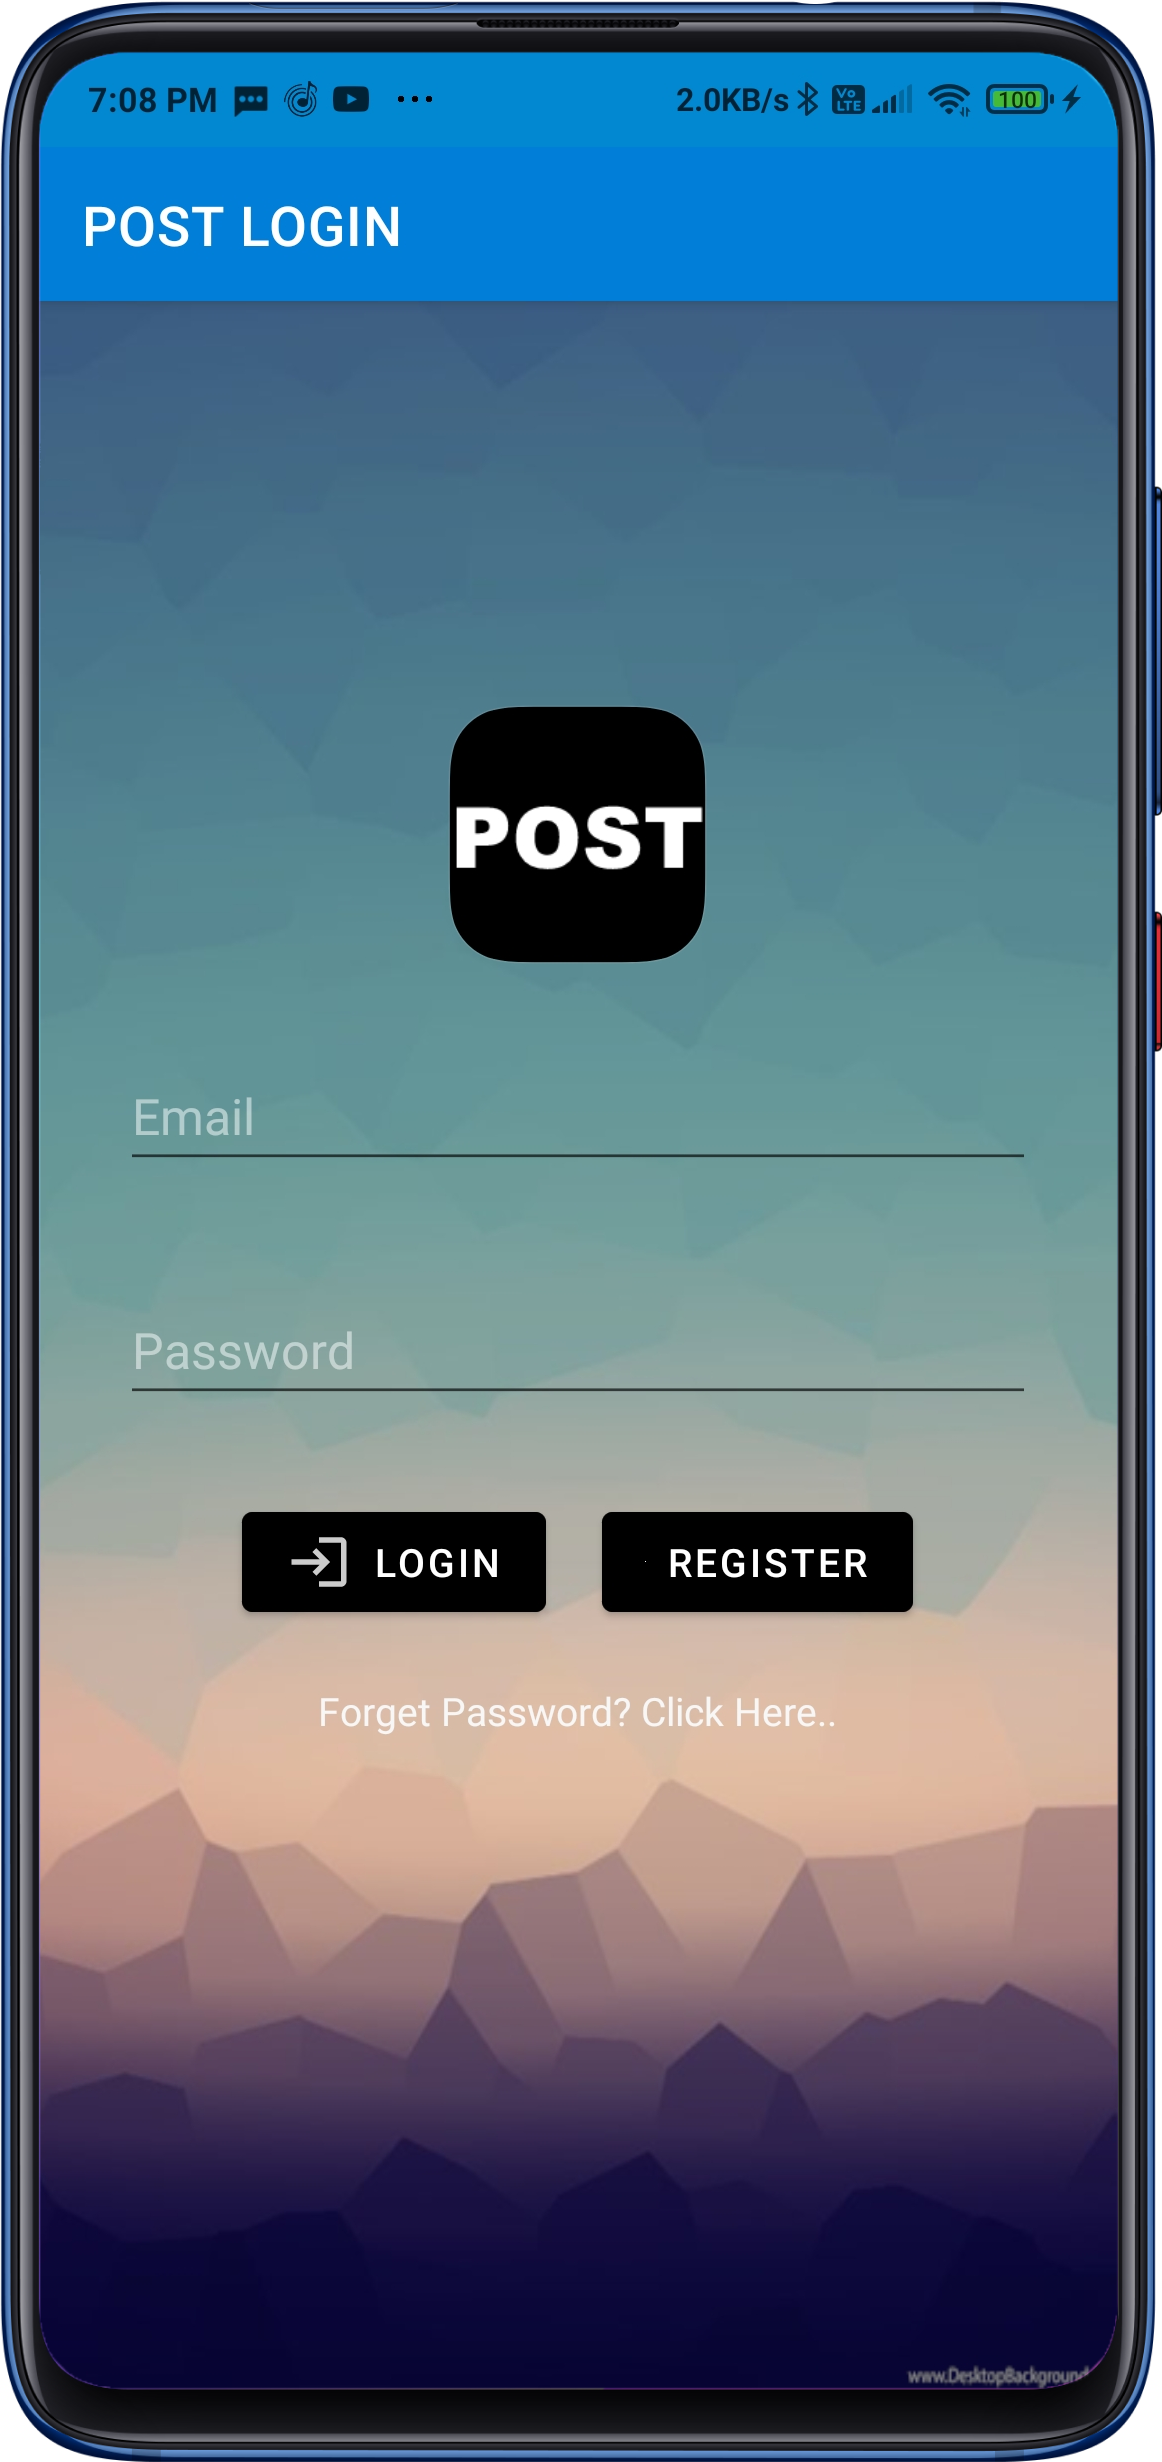 7:08 PM ... 2.0KB/s Vo LTE 100
POST LOGIN
POST
Email
Password
LOGIN REGISTER
Forget Password? Click Here..
www.DesktopBackground